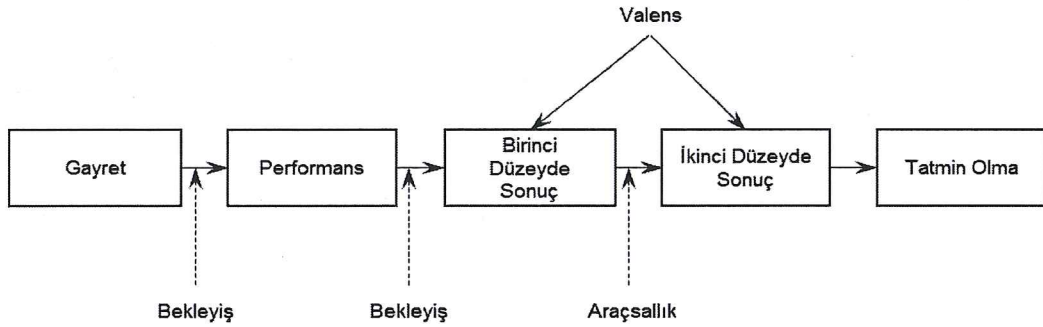 Valens
Gayret
Performans
Birinci
Düzeyde
Sonuç
İkinci Düzeyde
Sonuç
Tatmin Olma
Bekleyiş
Bekleyiş
Araçsallık